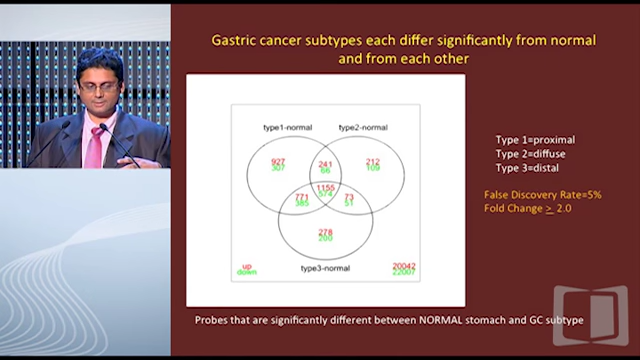 Gastric cancer subtypes each differ significantly from normal
and from each other
type1-normal
type2-normal
927
307
241
66
212
109
1155
574
771
385
73
51
278
200
type3-normal
up
down
20042
22007
Type 1=proximal
Type 2=diffuse
Type 3=distal
False Discovery Rate=5%
Fold Change ≥ 2.0
Probes that are significantly different between NORMAL stomach and GC subtype